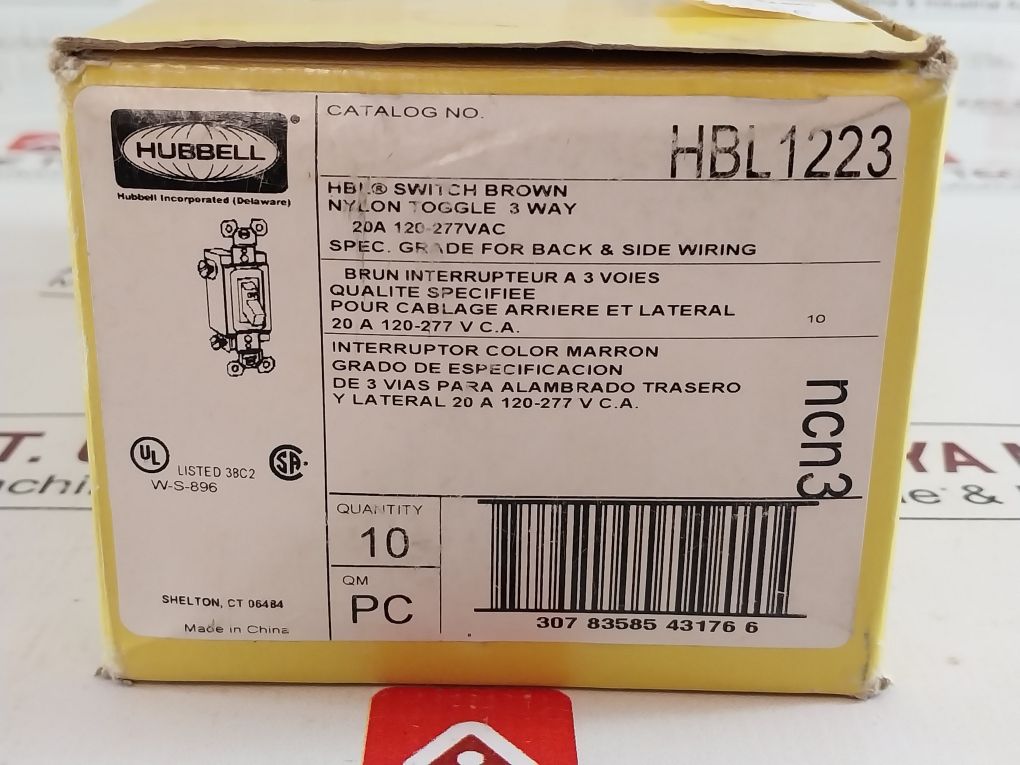 HUBBELL
®
Hubbell Incorporated (Delaware)
CATALOG NO.
HBL1223
HBL® SWITCH BROWN
NYLON TOGGLE 3 WAY
20A 120-277VAC
SPEC. GRADE FOR BACK & SIDE WIRING
BRUN INTERRUPTEUR A 3 VOIES
QUALITE SPECIFIEE
POUR CABLAGE ARRIERE ET LATERAL
20 A 120-277 V C.A.
10
INTERRUPTOR COLOR MARRON
GRADO DE ESPECIFICACION
DE 3 VIAS PARA ALAMBRADO TRASERO
Y LATERAL 20 A 120-277 V C.A.
ncn3
UL LISTED 38C2 SA
W-S-896
QUANTITY
10
QM
PC
SHELTON, CT 06484
Made in China
307 83585 43176 6